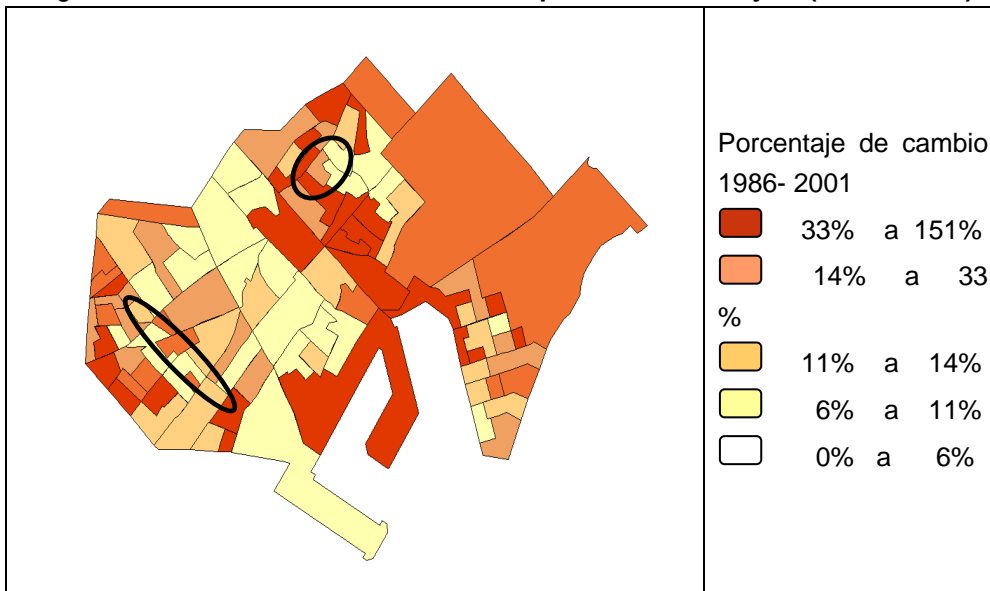 Porcentaje de cambio
1986- 2001
33% a 151%
14% a 33
%
11% a 14%
6% a 11%
0% a 6%